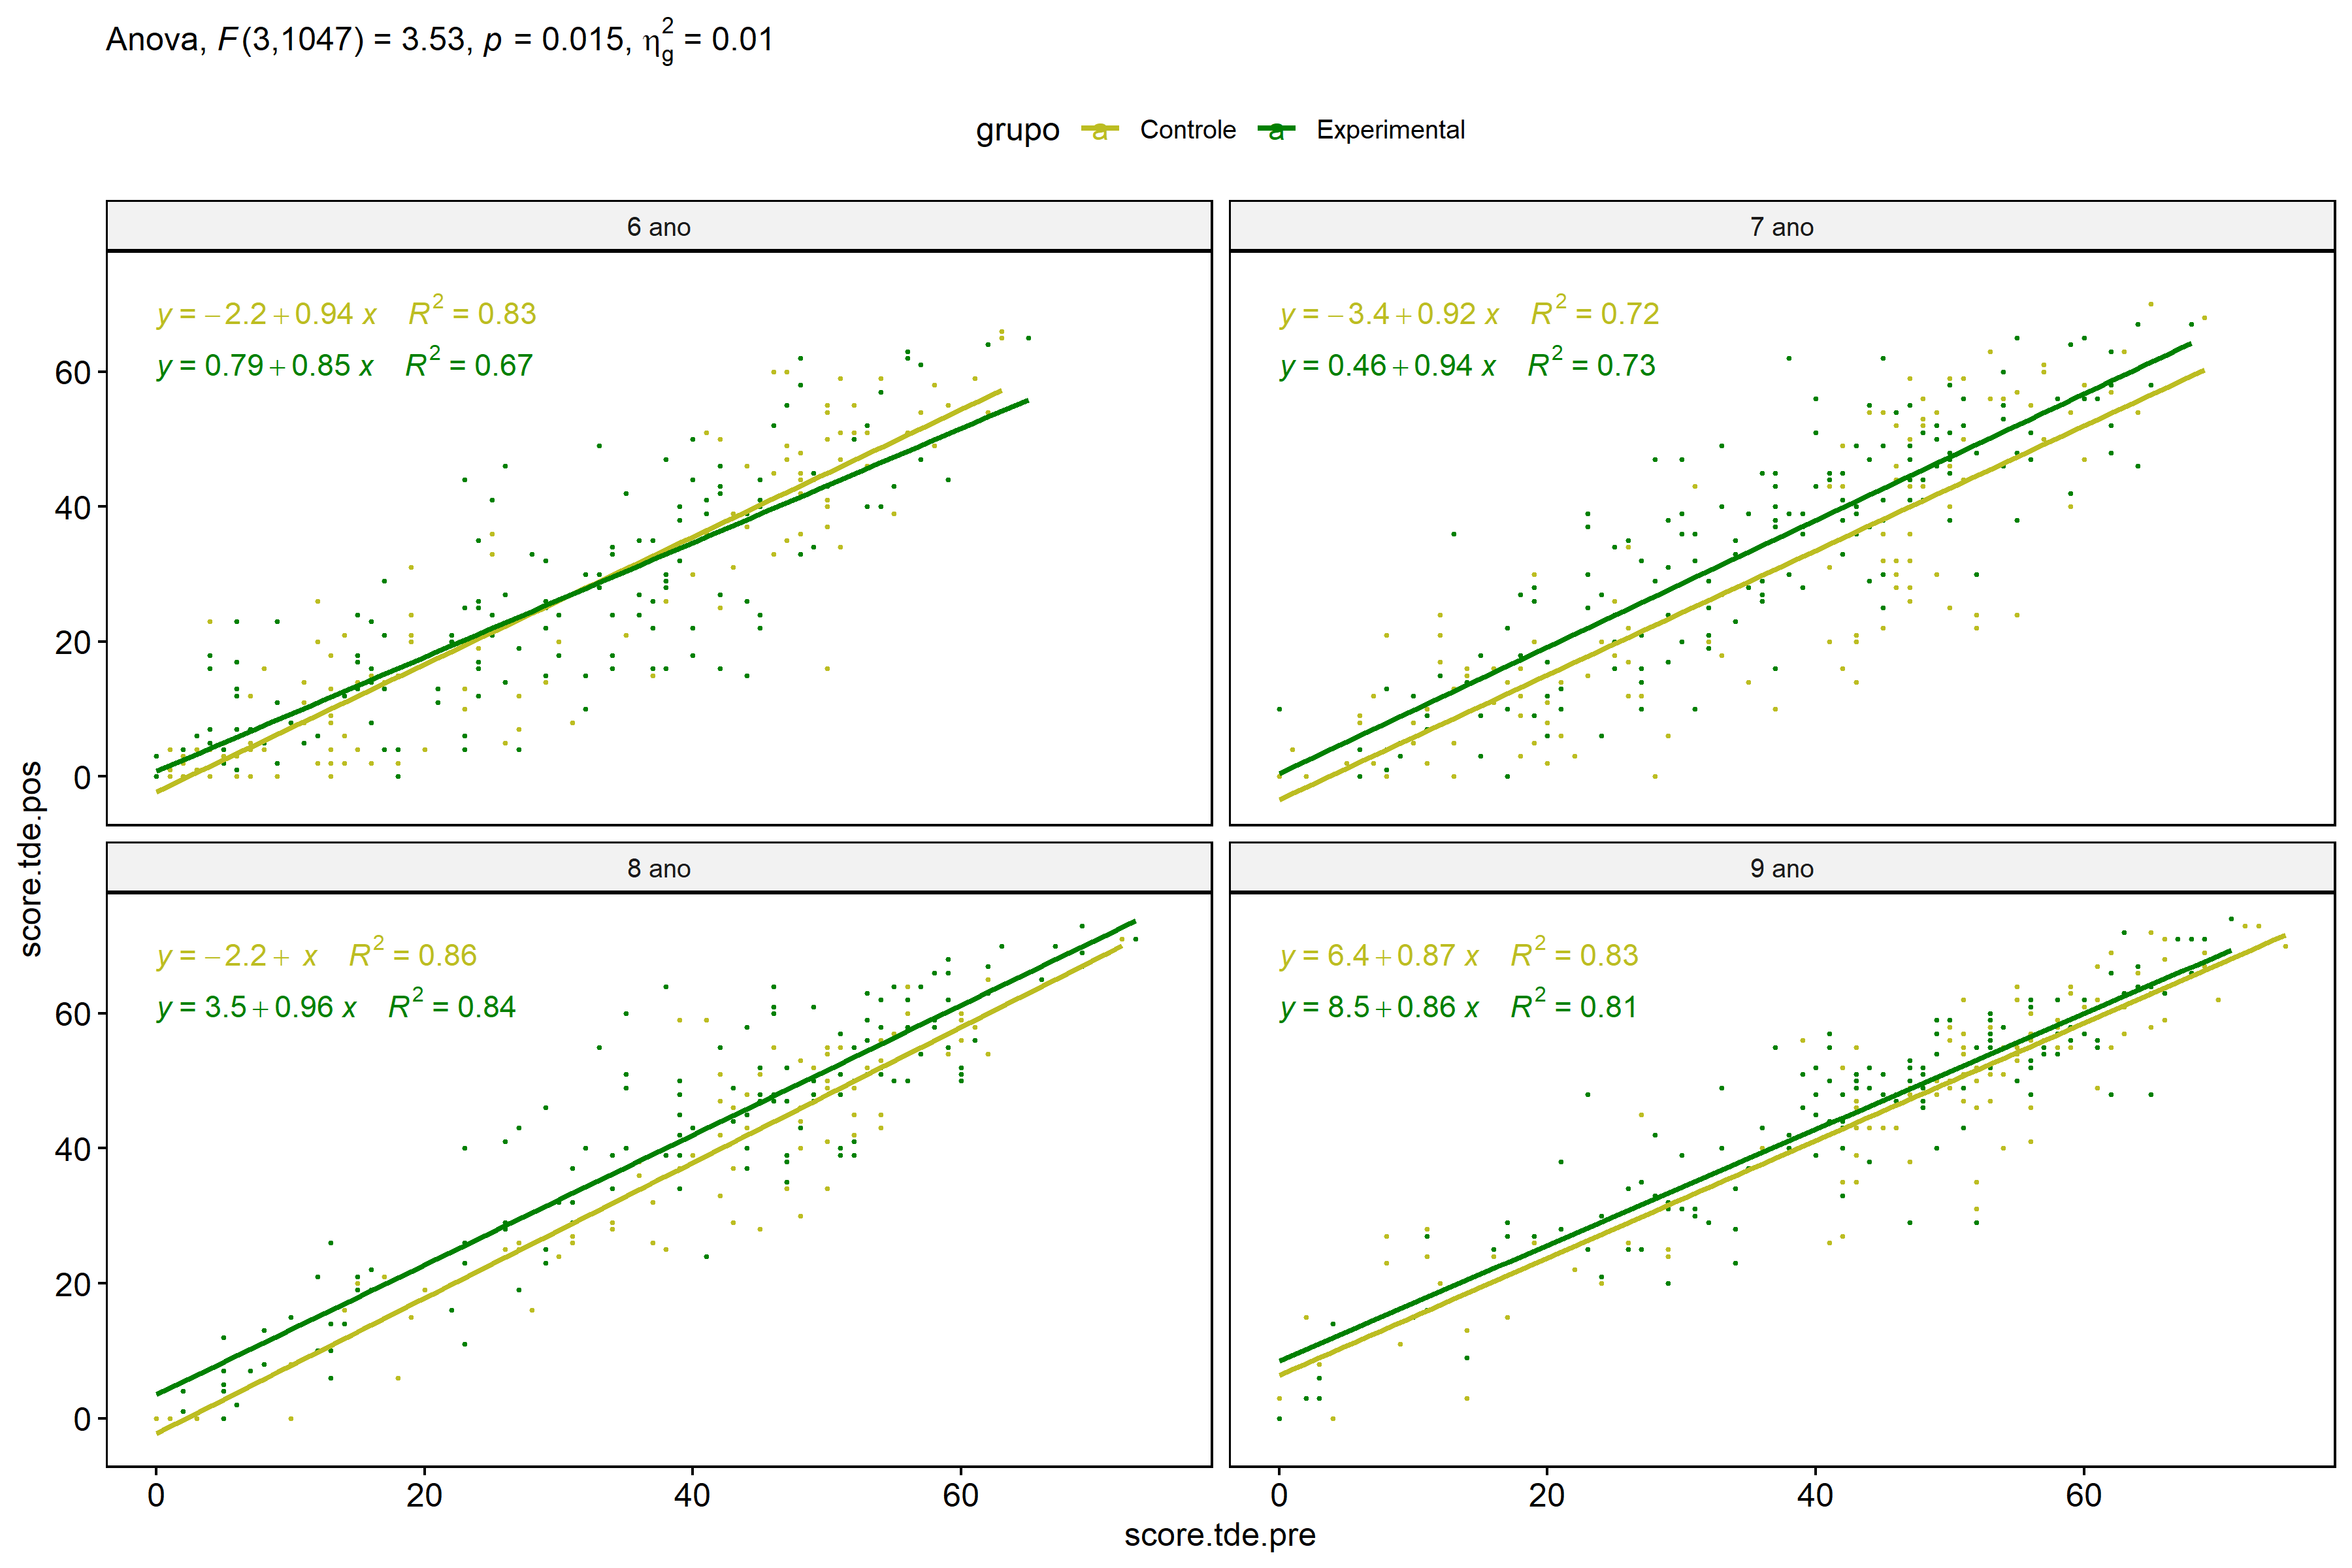 Anova, F(3,1047) = 3.53, p = 0.015, η²g = 0.01
grupo a Controle a Experimental
6 ano
7 ano
y = −2.2 + 0.94 x R² = 0.83
y = 0.79 + 0.85 x R² = 0.67
y = −3.4 + 0.92 x R² = 0.72
y = 0.46 + 0.94 x R² = 0.73
60
40
20
0
8 ano
9 ano
y = −2.2 + x R² = 0.86
y = 3.5 + 0.96 x R² = 0.84
y = 6.4 + 0.87 x R² = 0.83
y = 8.5 + 0.86 x R² = 0.81
60
40
20
0
score.tde.pos
0 20 40 60 0 20 40 60
score.tde.pre